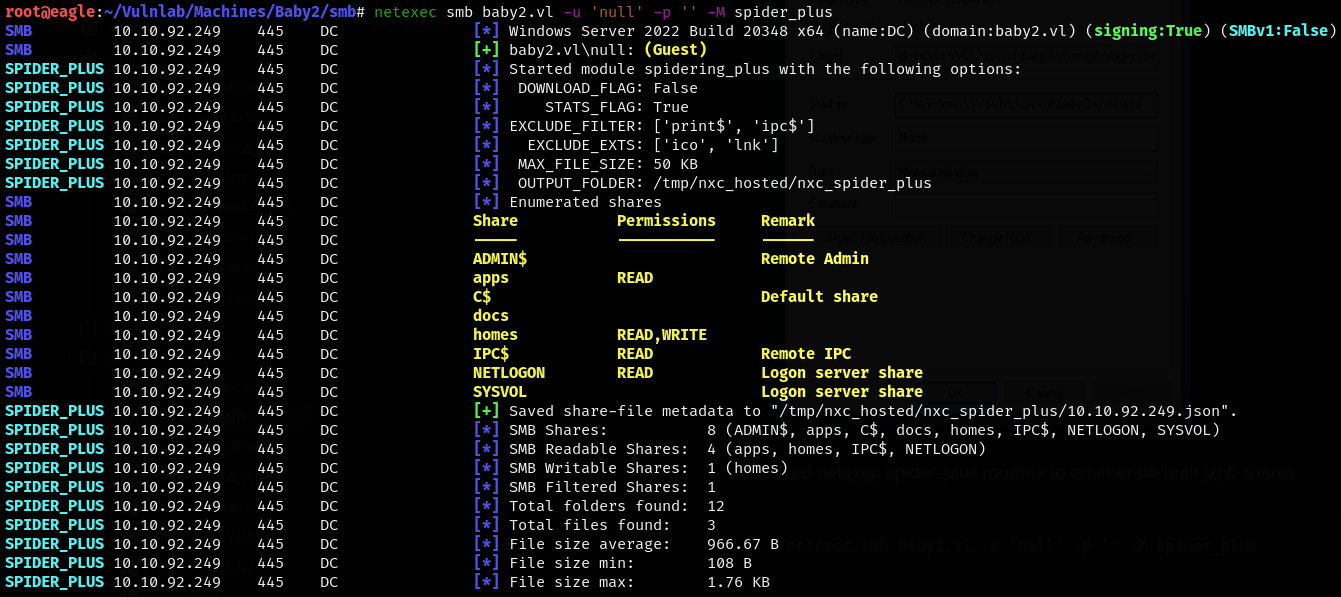 root@eagle:~/Vulnlab/Machines/Baby2/smb# netexec smb baby2.vl -u 'null' -p '' -M spider_plus
SMB 10.10.92.249 445 DC [*] Windows Server 2022 Build 20348 x64 (name:DC) (domain:baby2.vl) (signing:True) (SMBv1:False)
SMB 10.10.92.249 445 DC [+] baby2.vl\null: (Guest)
SPIDER_PLUS 10.10.92.249 445 DC [*] Started module spidering_plus with the following options:
SPIDER_PLUS 10.10.92.249 445 DC [*] DOWNLOAD_FLAG: False
SPIDER_PLUS 10.10.92.249 445 DC [*] STATS_FLAG: True
SPIDER_PLUS 10.10.92.249 445 DC [*] EXCLUDE_FILTER: ['print$', 'ipc$']
SPIDER_PLUS 10.10.92.249 445 DC [*] EXCLUDE_EXTS: ['ico', 'lnk']
SPIDER_PLUS 10.10.92.249 445 DC [*] MAX_FILE_SIZE: 50 KB
SPIDER_PLUS 10.10.92.249 445 DC [*] OUTPUT_FOLDER: /tmp/nxc_hosted/nxc_spider_plus
SMB 10.10.92.249 445 DC [*] Enumerated shares
SMB 10.10.92.249 445 DC Share Permissions Remark
SMB 10.10.92.249 445 DC ----- ----------- ------
SMB 10.10.92.249 445 DC ADMIN$ Remote Admin
SMB 10.10.92.249 445 DC apps READ
SMB 10.10.92.249 445 DC C$ Default share
SMB 10.10.92.249 445 DC docs
SMB 10.10.92.249 445 DC homes READ,WRITE
SMB 10.10.92.249 445 DC IPC$ READ Remote IPC
SMB 10.10.92.249 445 DC NETLOGON READ Logon server share
SMB 10.10.92.249 445 DC SYSVOL Logon server share
SPIDER_PLUS 10.10.92.249 445 DC [+] Saved share-file metadata to "/tmp/nxc_hosted/nxc_spider_plus/10.10.92.249.json".
SPIDER_PLUS 10.10.92.249 445 DC [*] SMB Shares: 8 (ADMIN$, apps, C$, docs, homes, IPC$, NETLOGON, SYSVOL)
SPIDER_PLUS 10.10.92.249 445 DC [*] SMB Readable Shares: 4 (apps, homes, IPC$, NETLOGON)
SPIDER_PLUS 10.10.92.249 445 DC [*] SMB Writable Shares: 1 (homes)
SPIDER_PLUS 10.10.92.249 445 DC [*] SMB Filtered Shares: 1
SPIDER_PLUS 10.10.92.249 445 DC [*] Total folders found: 12
SPIDER_PLUS 10.10.92.249 445 DC [*] Total files found: 3
SPIDER_PLUS 10.10.92.249 445 DC [*] File size average: 966.67 B
SPIDER_PLUS 10.10.92.249 445 DC [*] File size min: 108 B
SPIDER_PLUS 10.10.92.249 445 DC [*] File size max: 1.76 KB